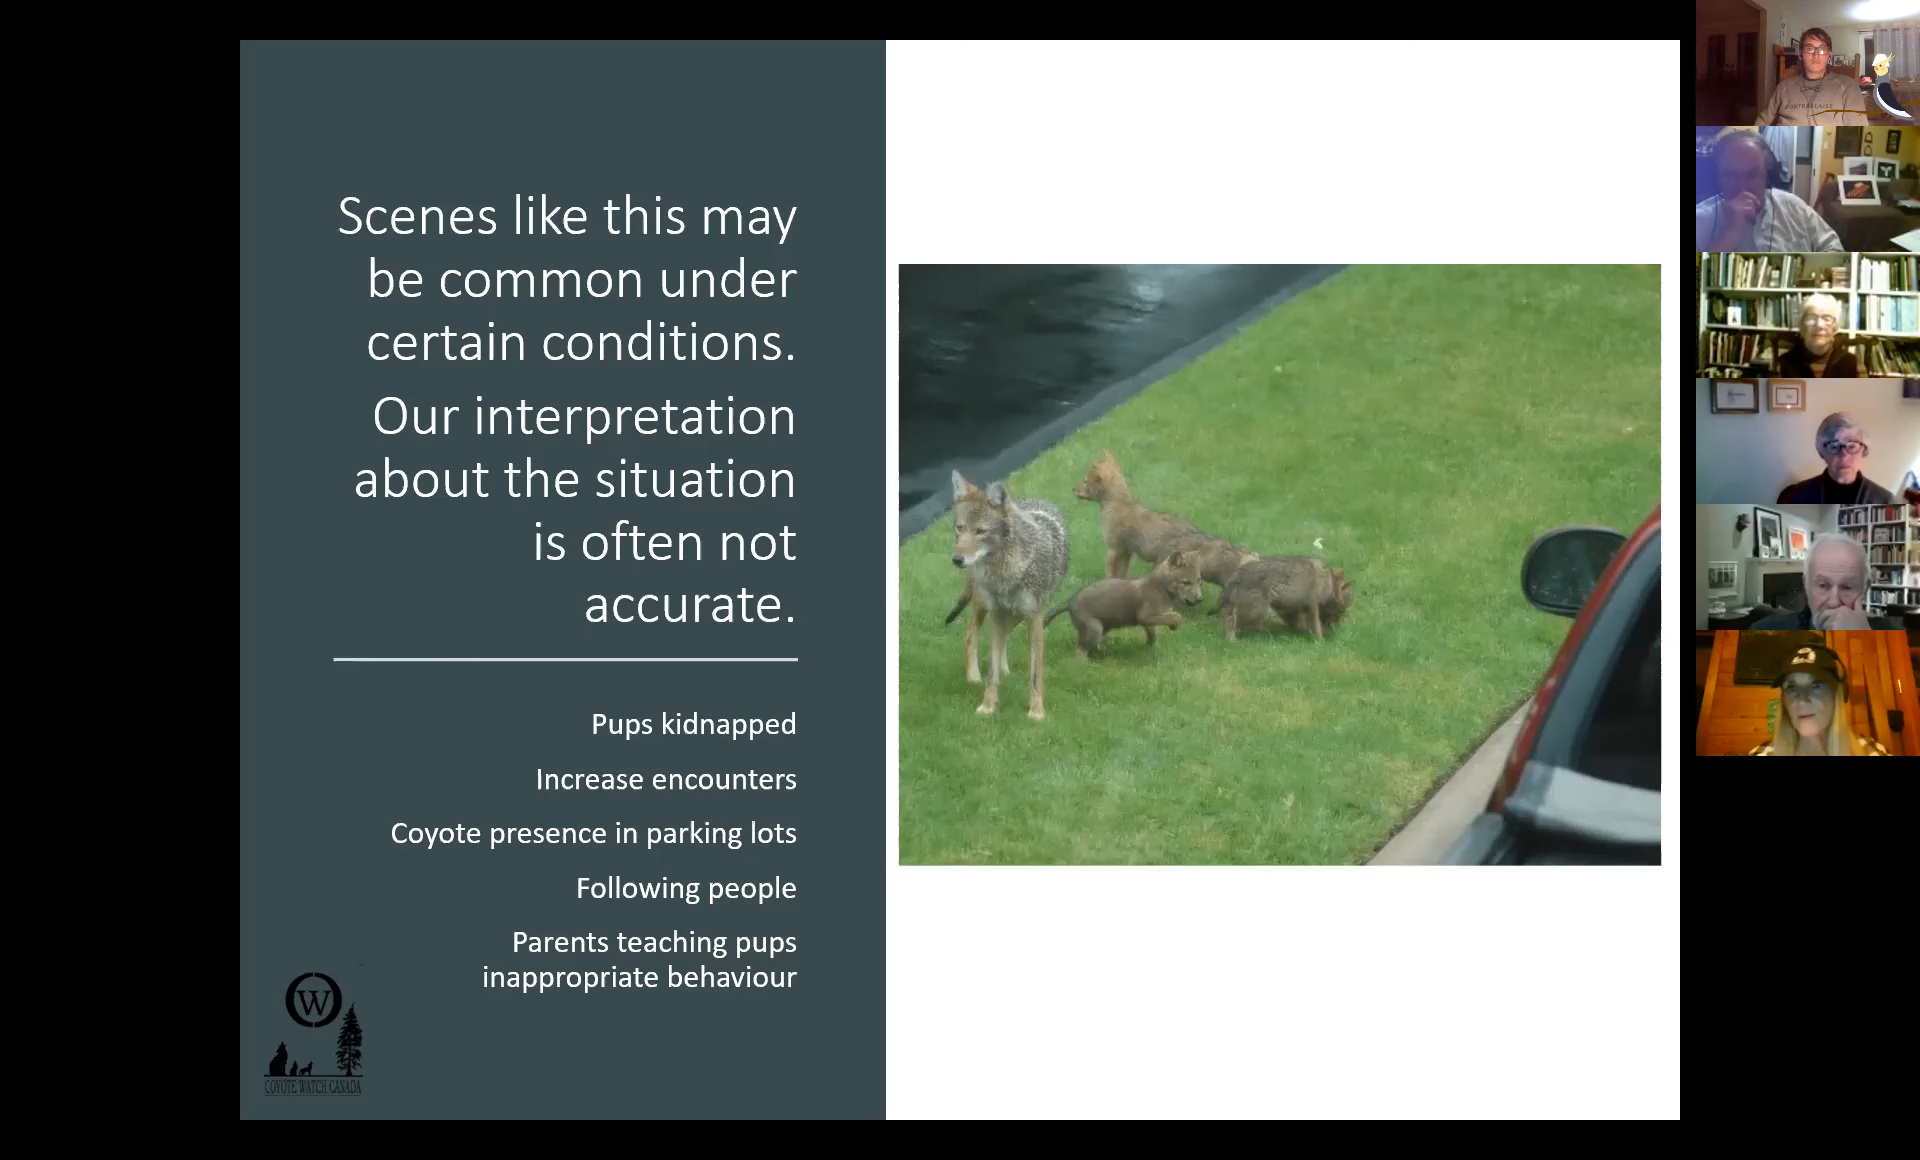 Scenes like this may
be common under
certain conditions.
Our interpretation
about the situation
is often not
accurate.
Pups kidnapped
Increase encounters
Coyote presence in parking lots
Following people
Parents teaching pups
inappropriate behaviour
CW
COYOTE WATCH CANADA